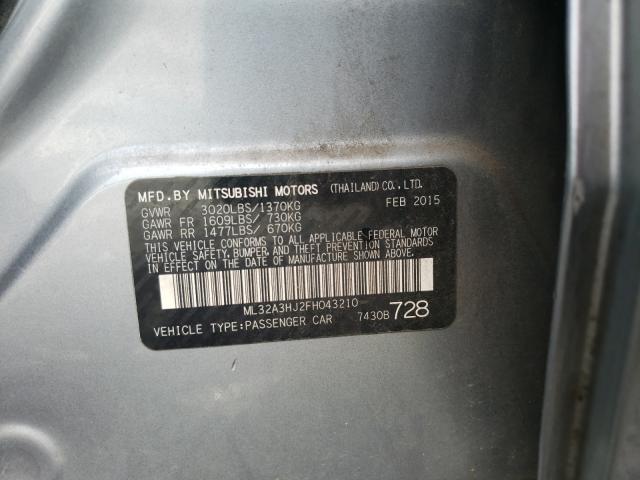 MFD. BY MITSUBISHI MOTORS (THAILAND) CO., LTD.
GVWR 3020LBS/1370KG FEB 2015
GAWR FR 1609LBS/ 730KG
GAWR RR 1477LBS/ 670KG
THIS VEHICLE CONFORMS TO ALL APPLICABLE FEDERAL MOTOR
VEHICLE SAFETY, BUMPER, AND THEFT PREVENTION STANDARDS
IN EFFECT ON THE DATE OF MANUFACTURE SHOWN ABOVE.
ML32A3HJ2FH043210
VEHICLE TYPE:PASSENGER CAR 7430B 728